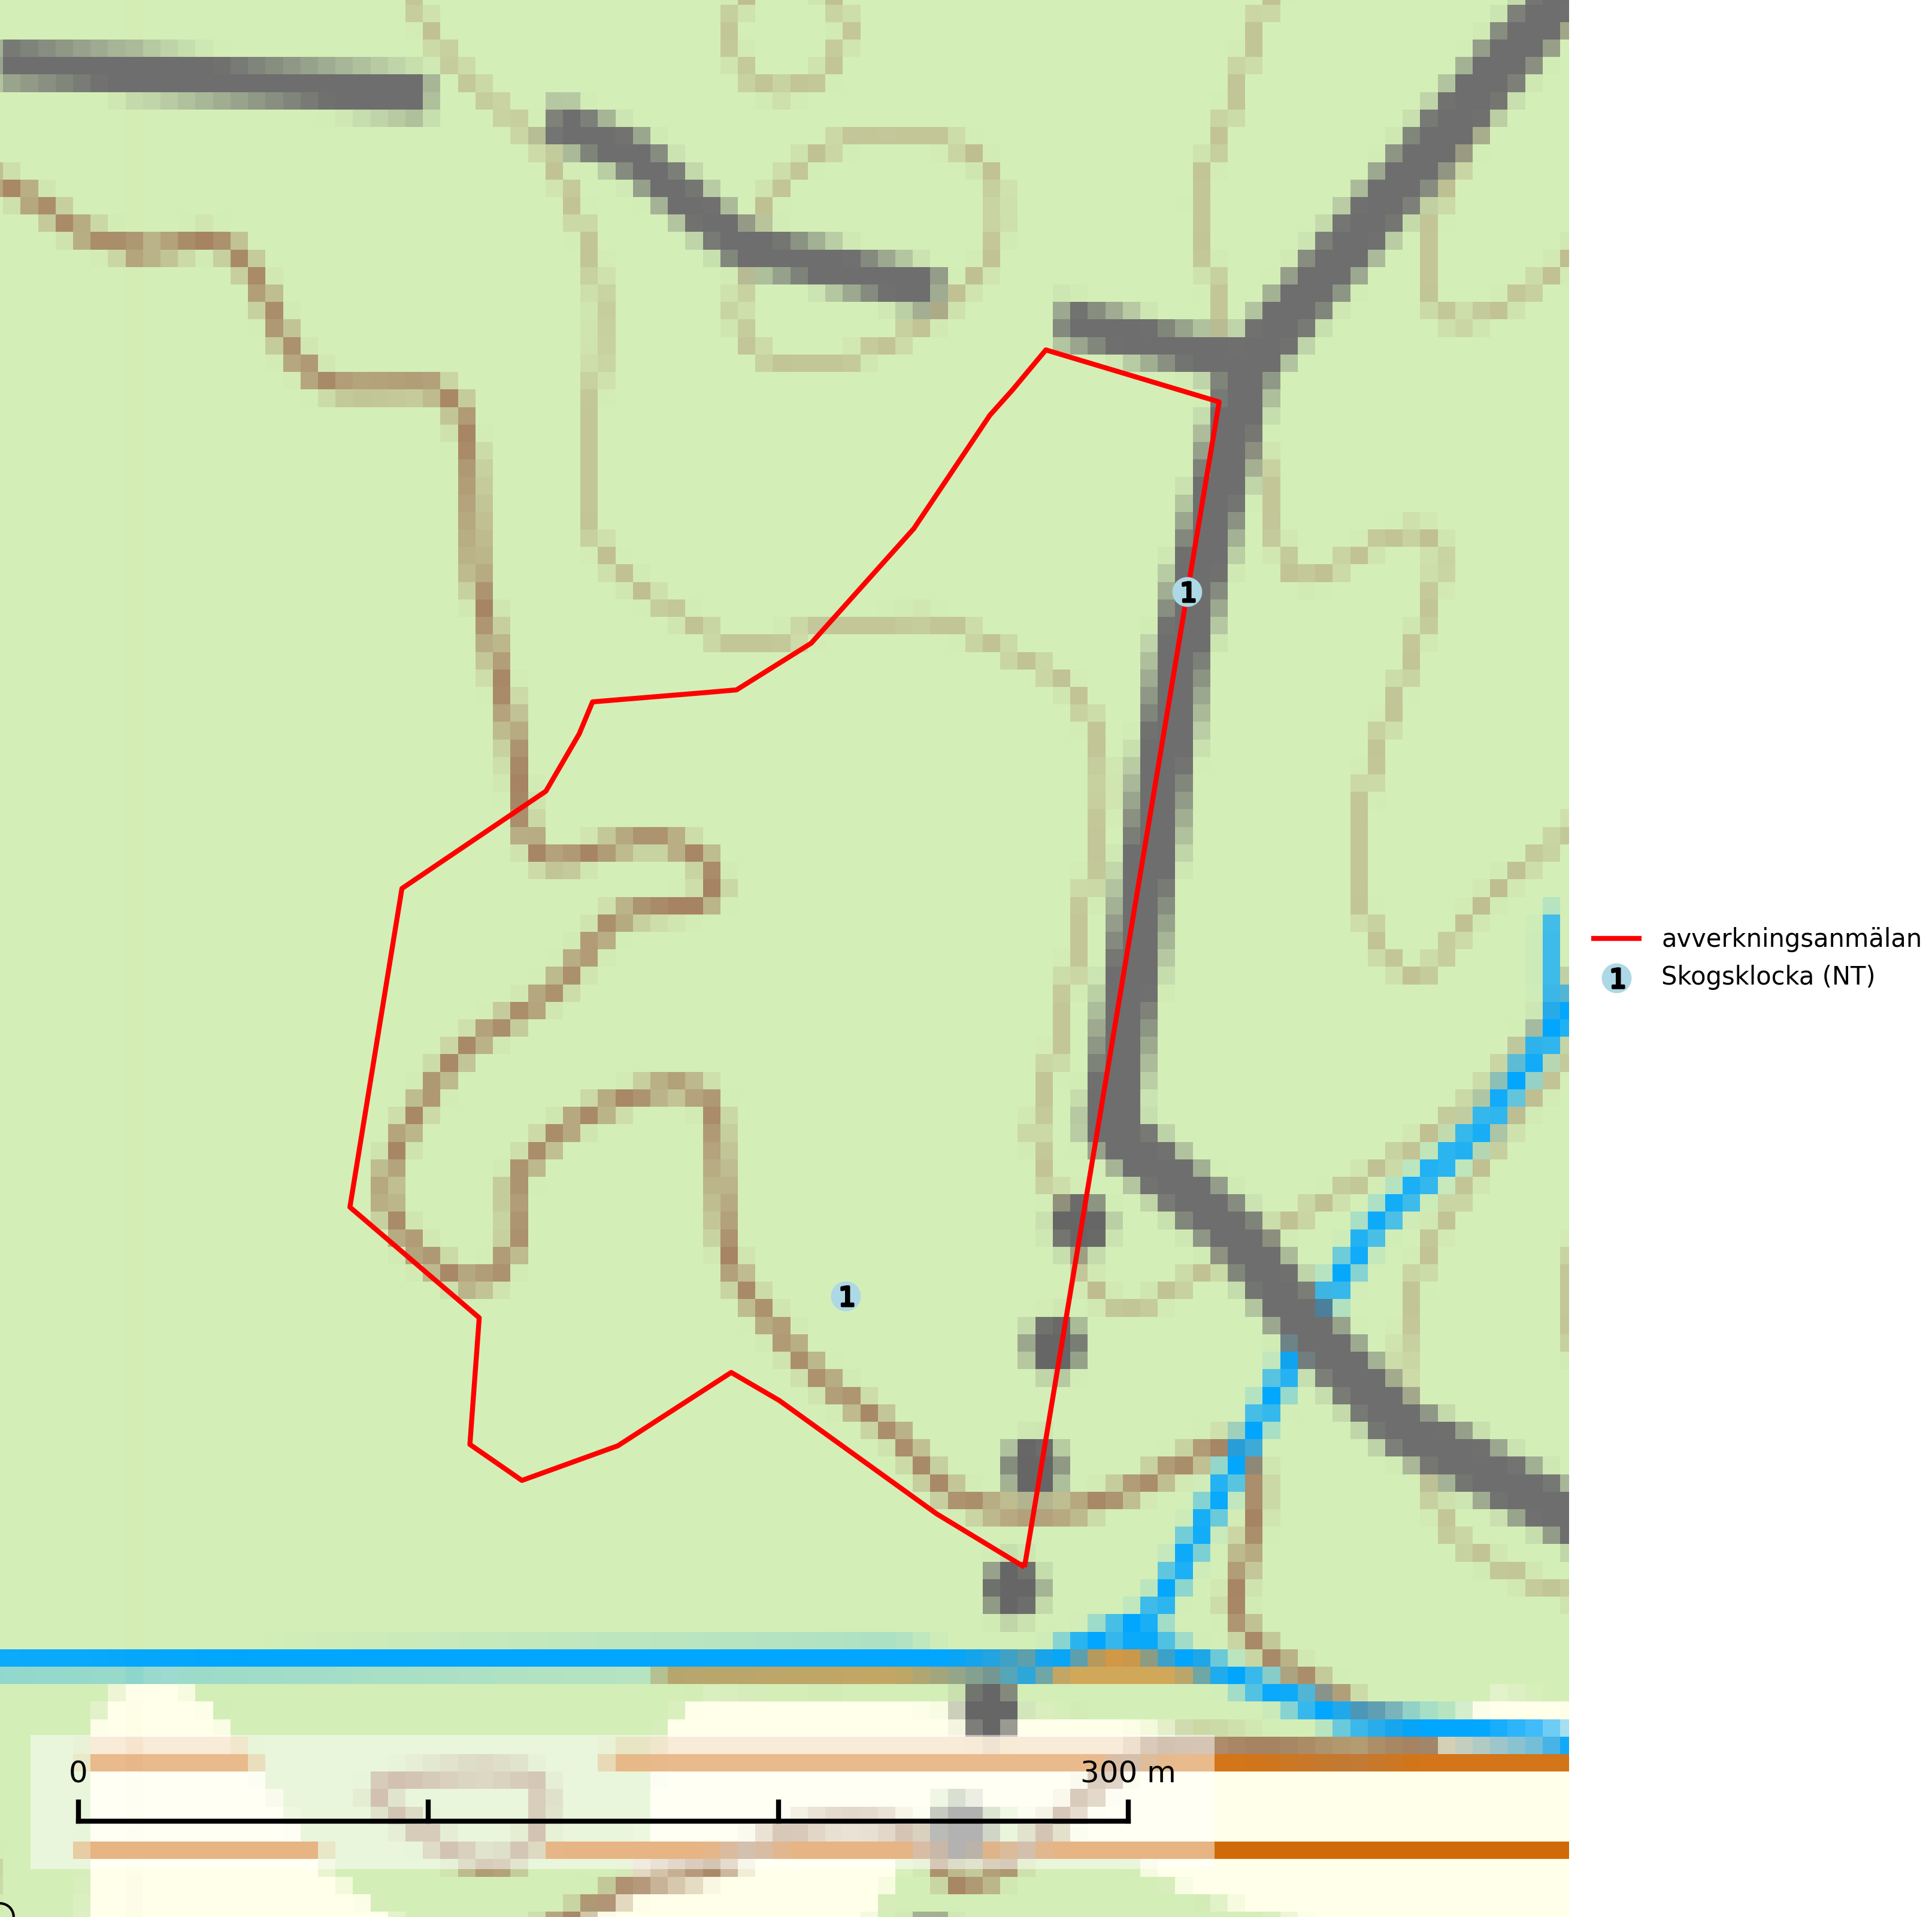 1
avverkningsanmälan
1 Skogsklocka (NT)
1
0 300 m